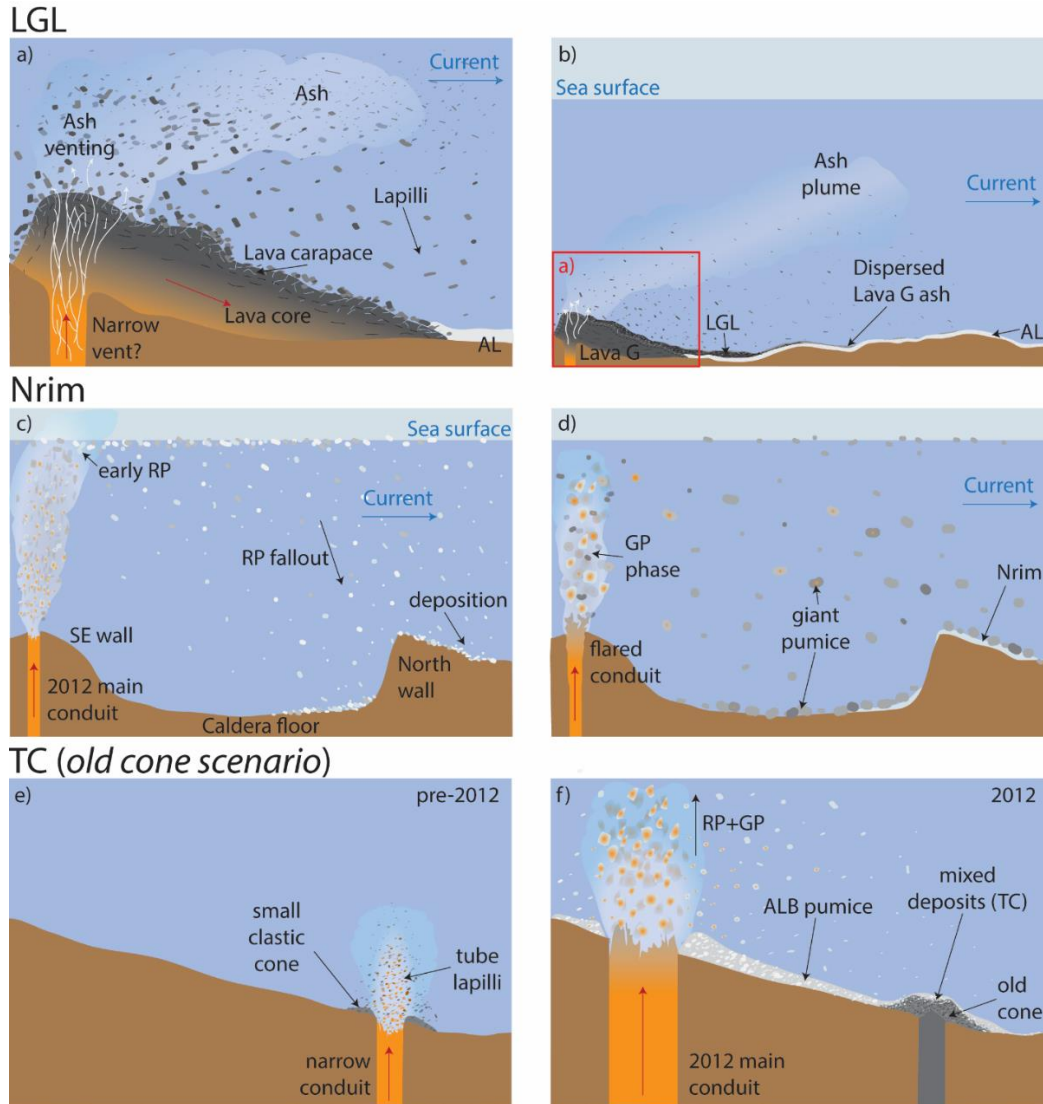 LGL
a)
Current
Ash
Ash
venting
Lapilli
Lava carapace
Lava core
Narrow
vent?
AL
b)
Sea surface
Ash
plume
Current
a)
Dispersed
Lava G ash
LGL
AL
Lava G
Nrim
c)
Sea surface
early RP
Current
RP fallout
deposition
SE wall
North
wall
2012 main
conduit
Caldera floor
d)
Current
GP
phase
Nrim
giant
pumice
flared
conduit
TC (old cone scenario)
e)
pre-2012
small
clastic
cone
tube
lapilli
narrow
conduit
f)
2012
RP+GP
mixed
deposits (TC)
ALB pumice
old
cone
2012 main
conduit